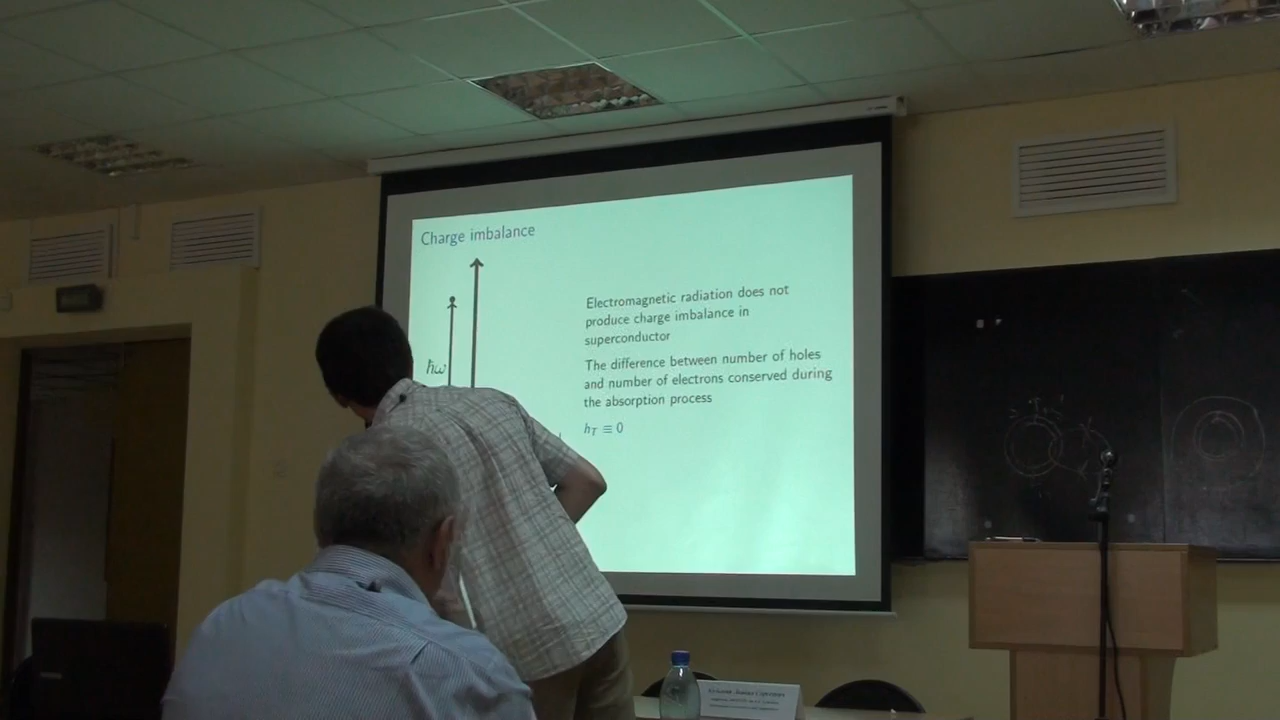 Charge imbalance
Electromagnetic radiation does not
produce charge imbalance in
superconductor
ħω
The difference between number of holes
and number of electrons conserved during
the absorption process
h_T ≡ 0